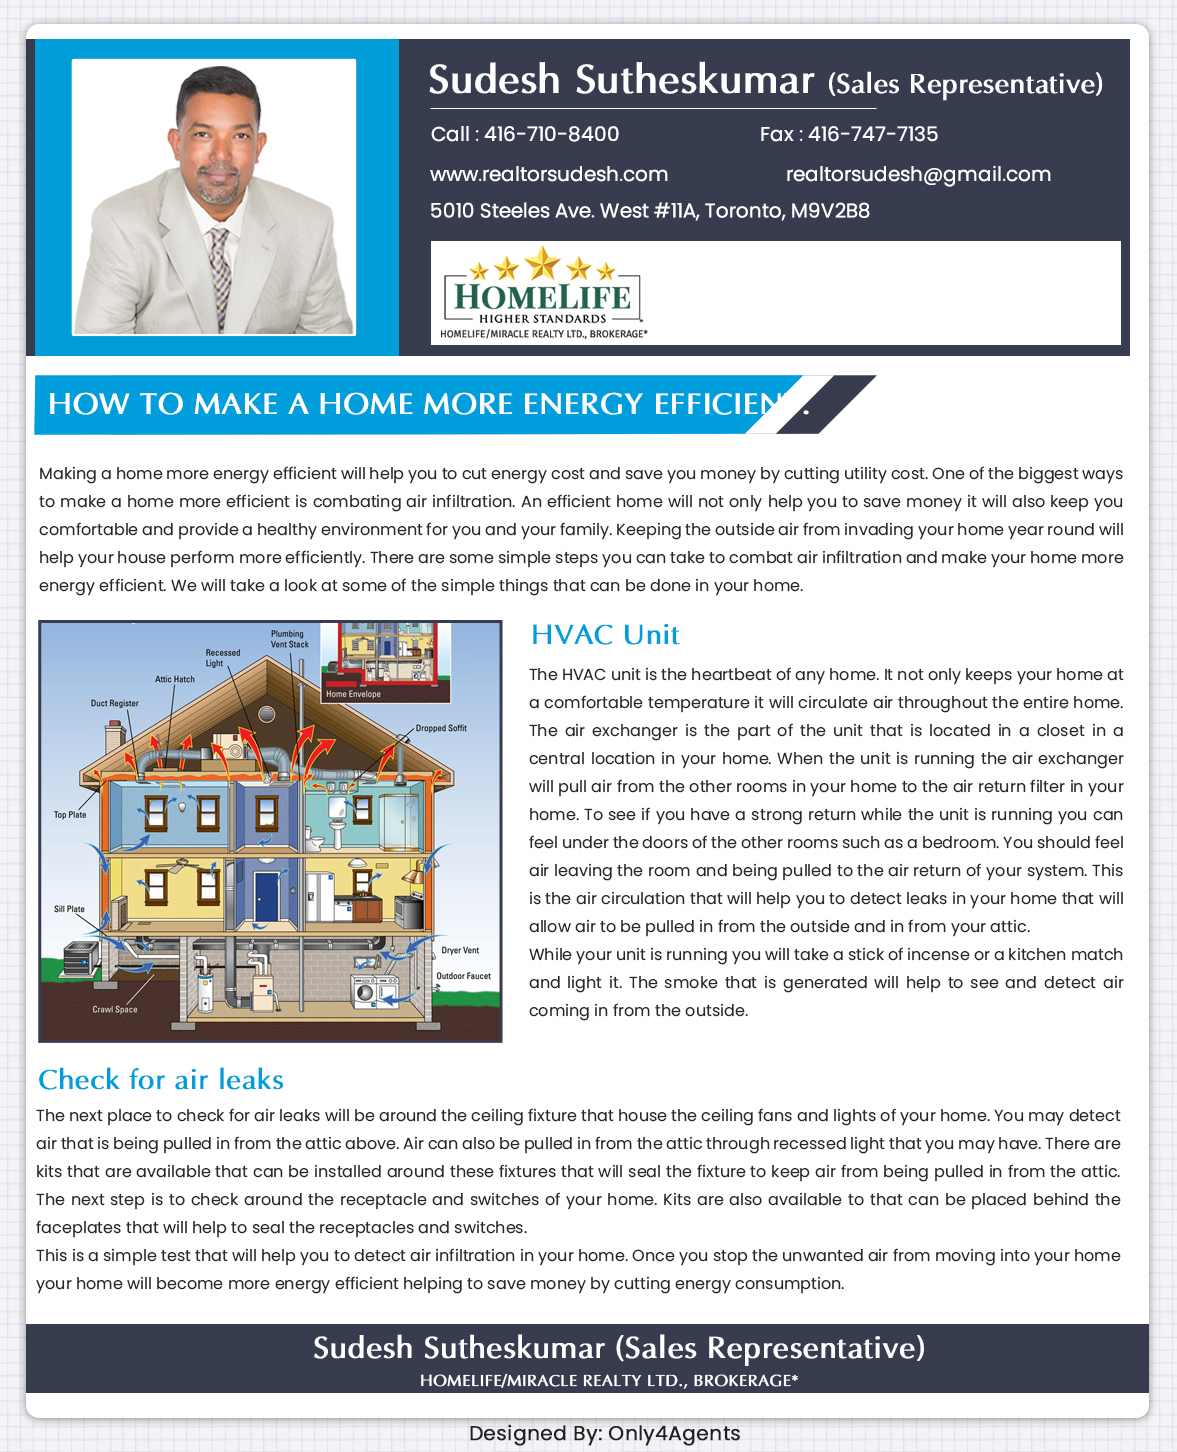 Sudesh Sutheskumar (Sales Representative)
Call : 416-710-8400 Fax : 416-747-7135
www.realtorsudesh.com realtorsudesh@gmail.com
5010 Steeles Ave. West #11A, Toronto, M9V2B8
HOMELIFE
HIGHER STANDARDS
HOMELIFE/MIRACLE REALTY LTD., BROKERAGE*
HOW TO MAKE A HOME MORE ENERGY EFFICIENT.
Making a home more energy efficient will help you to cut energy cost and save you money by cutting utility cost. One of the biggest ways
to make a home more efficient is combating air infiltration. An efficient home will not only help you to save money it will also keep you
comfortable and provide a healthy environment for you and your family. Keeping the outside air from invading your home year round will
help your house perform more efficiently. There are some simple steps you can take to combat air infiltration and make your home more
energy efficient. We will take a look at some of the simple things that can be done in your home.
Plumbing
Vent Stack
Recessed
Light
Attic Hatch
Duct Register
Home Envelope
Dropped Soffit
Top Plate
Sill Plate
Dryer Vent
Outdoor Faucet
Crawl Space
HVAC Unit
The HVAC unit is the heartbeat of any home. It not only keeps your home at
a comfortable temperature it will circulate air throughout the entire home.
The air exchanger is the part of the unit that is located in a closet in a
central location in your home. When the unit is running the air exchanger
will pull air from the other rooms in your home to the air return filter in your
home. To see if you have a strong return while the unit is running you can
feel under the doors of the other rooms such as a bedroom. You should feel
air leaving the room and being pulled to the air return of your system. This
is the air circulation that will help you to detect leaks in your home that will
allow air to be pulled in from the outside and in from your attic.
While your unit is running you will take a stick of incense or a kitchen match
and light it. The smoke that is generated will help to see and detect air
coming in from the outside.
Check for air leaks
The next place to check for air leaks will be around the ceiling fixture that house the ceiling fans and lights of your home. You may detect
air that is being pulled in from the attic above. Air can also be pulled in from the attic through recessed light that you may have. There are
kits that are available that can be installed around these fixtures that will seal the fixture to keep air from being pulled in from the attic.
The next step is to check around the receptacle and switches of your home. Kits are also available to that can be placed behind the
faceplates that will help to seal the receptacles and switches.
This is a simple test that will help you to detect air infiltration in your home. Once you stop the unwanted air from moving into your home
your home will become more energy efficient helping to save money by cutting energy consumption.
Sudesh Sutheskumar (Sales Representative)
HOMELIFE/MIRACLE REALTY LTD., BROKERAGE*
Designed By: Only4Agents